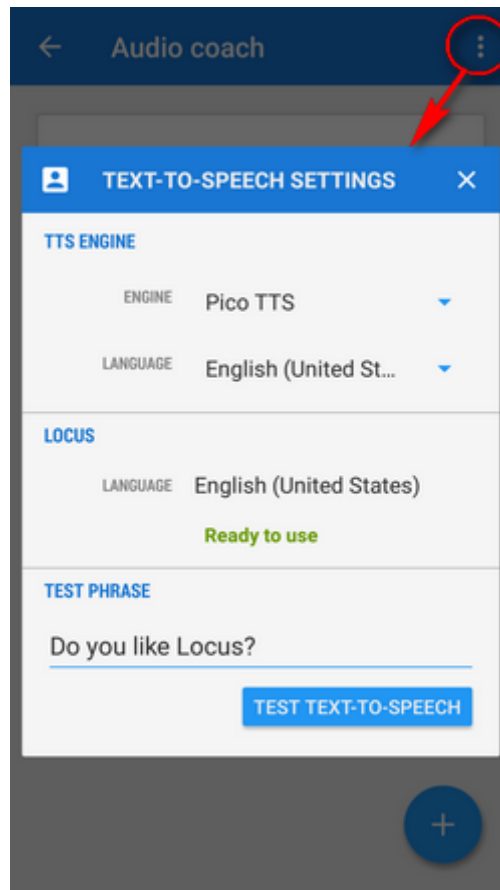 Audio coach
TEXT-TO-SPEECH SETTINGS
TTS ENGINE
ENGINE Pico TTS
LANGUAGE English (United St...
LOCUS
LANGUAGE English (United States)
Ready to use
TEST PHRASE
Do you like Locus?
TEST TEXT-TO-SPEECH